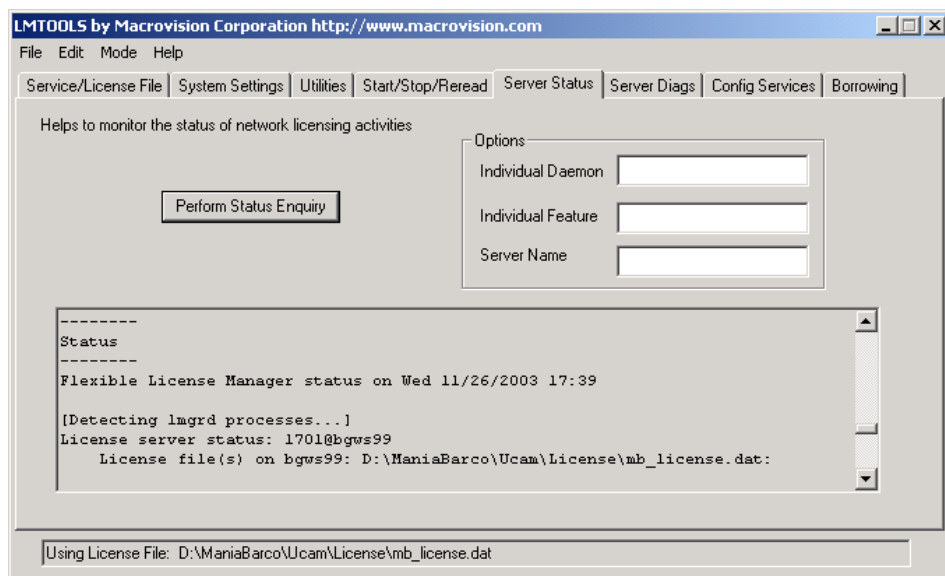 LMTOOLS by Macrovision Corporation http://www.macrovision.com
File Edit Mode Help
Service/License File System Settings Utilities Start/Stop/Reread Server Status Server Diags Config Services Borrowing
Helps to monitor the status of network licensing activities
Options
Individual Daemon
Perform Status Enquiry
Individual Feature
Server Name
--------
Status
--------
Flexible License Manager status on Wed 11/26/2003 17:39
[Detecting lmgrd processes...]
License server status: 1701@bgws99
License file(s) on bgws99: D:\ManiaBarco\Ucam\License\mb_license.dat:
Using License File: D:\ManiaBarco\Ucam\License\mb_license.dat